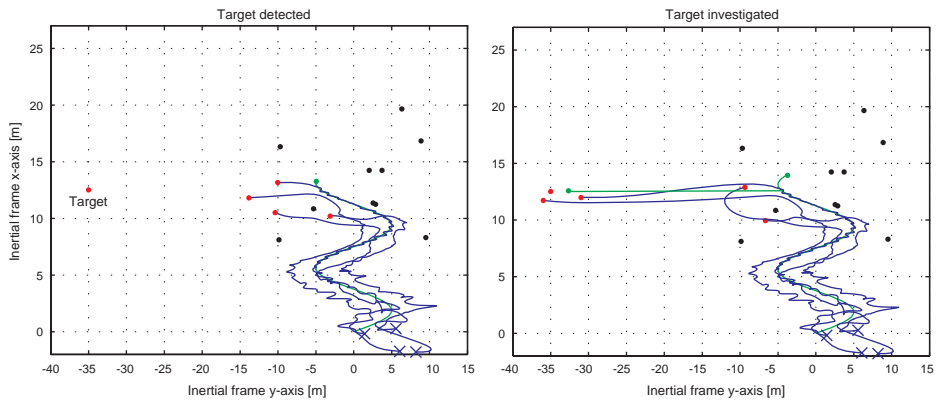 Target detected
Target investigated
25
20
15
10
5
0
Inertial frame x-axis [m]
Target
-40 -35 -30 -25 -20 -15 -10 -5 0 5 10 15
Inertial frame y-axis [m]
25
20
15
10
5
0
-40 -35 -30 -25 -20 -15 -10 -5 0 5 10 15
Inertial frame y-axis [m]